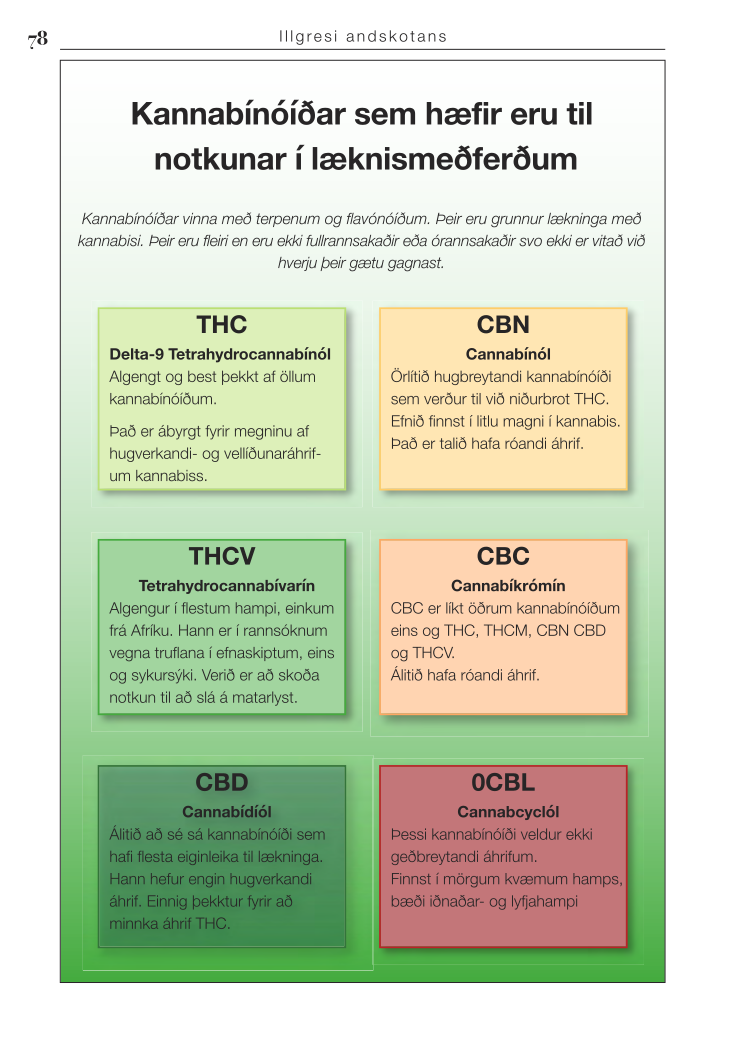 78
Illgresi andskotans
Kannabínóíðar sem hæfir eru til
notkunar í læknismeðferðum
Kannabínóíðar vinna með terpenum og flavónóíðum. Þeir eru grunnur lækninga með
kannabisi. Þeir eru fleiri en eru ekki fullrannsakaðir eða órannsakaðir svo ekki er vitað við
hverju þeir gætu gagnast.
THC
Delta-9 Tetrahydrocannabínól
Algengt og best þekkt af öllum
kannabínóíðum.
Það er ábyrgt fyrir megninu af
hugverkandi- og vellíðunaráhrif-
um kannabiss.
CBN
Cannabínól
Örlítið hugbreytandi kannabínóíði
sem verður til við niðurbrot THC.
Efnið finnst í litlu magni í kannabis.
Það er talið hafa róandi áhrif.
THCV
Tetrahydrocannabívarín
Algengur í flestum hampi, einkum
frá Afríku. Hann er í rannsóknum
vegna truflana í efnaskiptum, eins
og sykursýki. Verið er að skoða
notkun til að slá á matarlyst.
CBC
Cannabíkrómín
CBC er líkt öðrum kannabínóíðum
eins og THC, THCM, CBN CBD
og THCV.
Álitið hafa róandi áhrif.
CBD
Cannabídíól
Álitið að sé sá kannabínóíði sem
hafi flesta eiginleika til lækninga.
Hann hefur engin hugverkandi
áhrif. Einnig þekktur fyrir að
minnka áhrif THC.
0CBL
Cannabcyclól
Þessi kannabínóíði veldur ekki
geðbreytandi áhrifum.
Finnst í mörgum kvæmum hamps,
bæði iðnaðar- og lyfjahampi